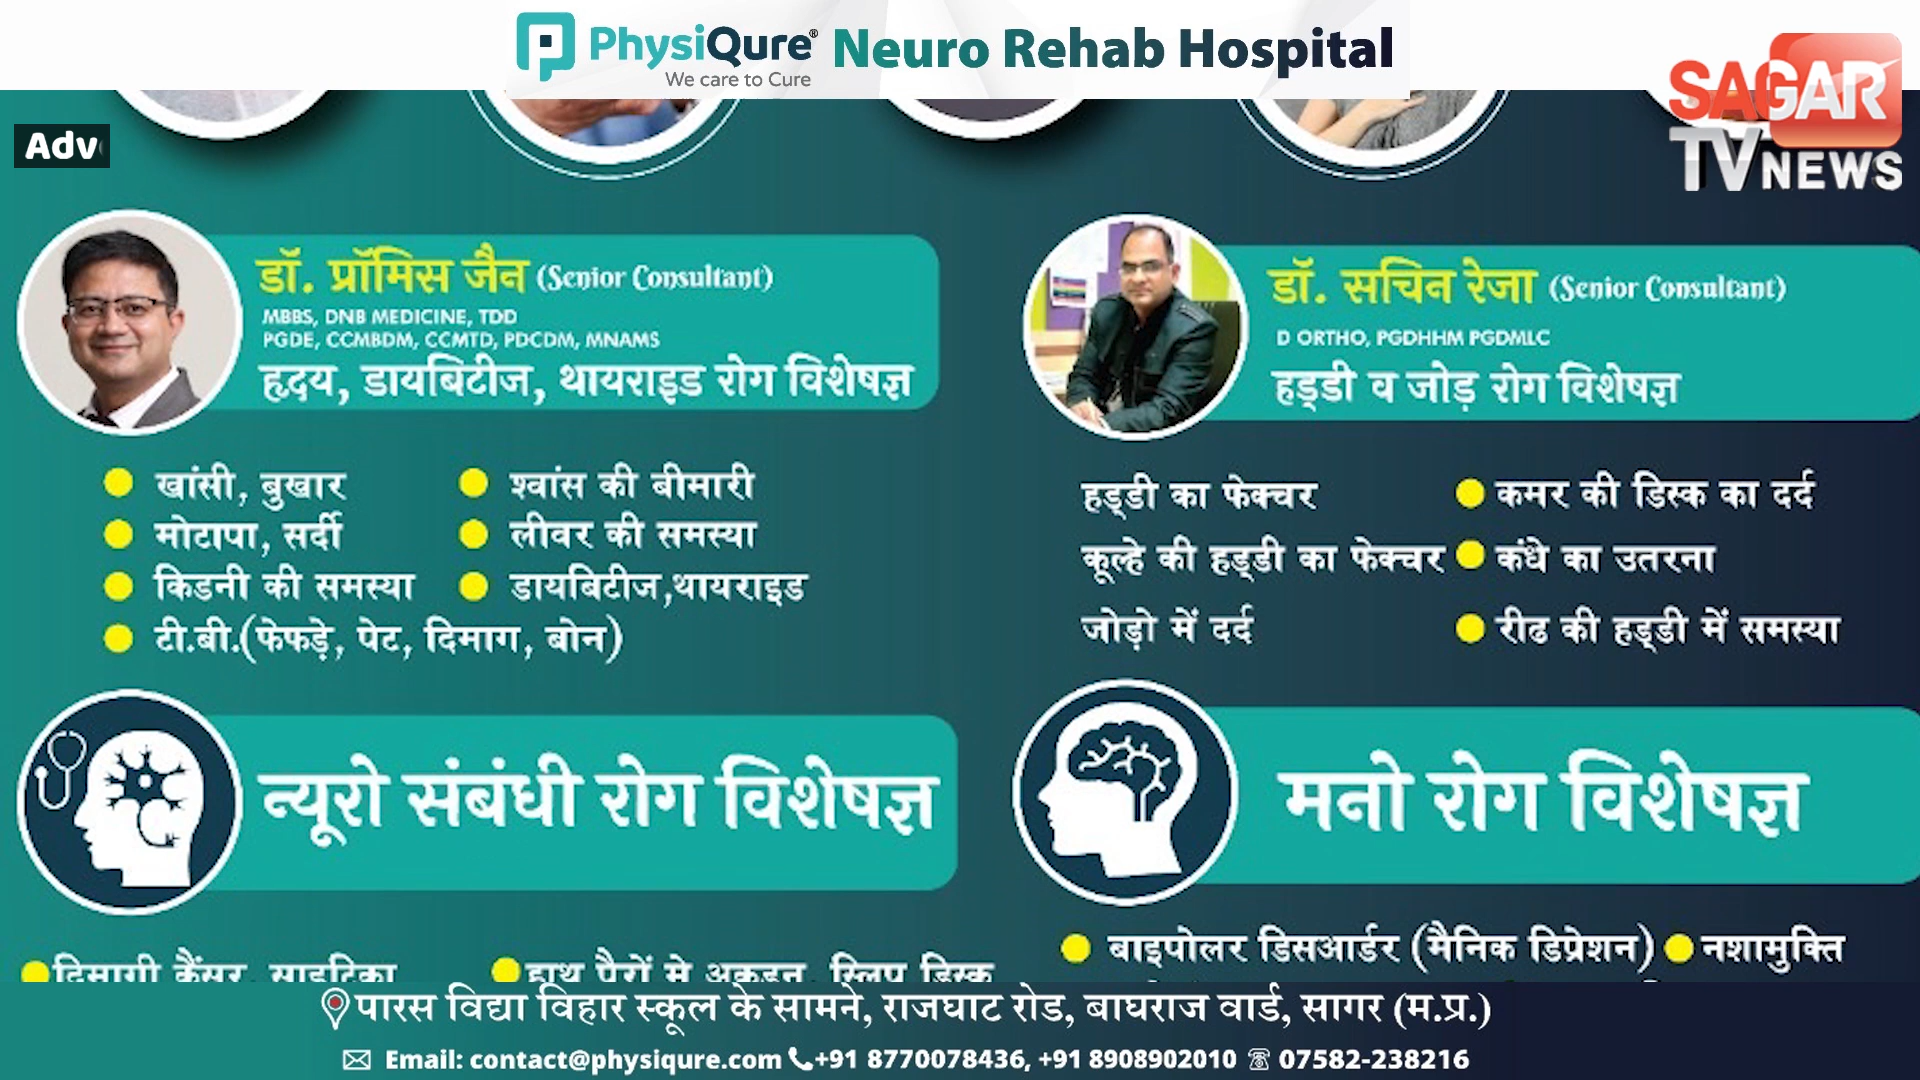 PhysiQure® Neuro Rehab Hospital
We care to Cure
SAGAR
TV NEWS
Adv
डॉ. प्रॉमिस जैन (Senior Consultant)
MBBS, DNB MEDICINE, TDD
PGDE, CCMBDM, CCMTD, PDCDM, MNAMS
हृदय, डायबिटीज, थायराइड रोग विशेषज्ञ
खांसी, बुखार
श्वांस की बीमारी
मोटापा, सर्दी
लीवर की समस्या
किडनी की समस्या
डायबिटीज,थायराइड
टी.बी.(फेफड़े, पेट, दिमाग, बोन)
डॉ. सचिन रेजा (Senior Consultant)
D ORTHO, PGDHHM PGDMLC
हड्डी व जोड़ रोग विशेषज्ञ
हड्डी का फेक्चर
कमर की डिस्क का दर्द
कूल्हे की हड्डी का फेक्चर
कंधे का उतरना
जोड़ो में दर्द
रीढ की हड्डी में समस्या
न्यूरो संबंधी रोग विशेषज्ञ
दिमागी कैंसर, साइटिका
हाथ पैरों मे अकडन, स्लिप डिस्क
मनो रोग विशेषज्ञ
बाइपोलर डिसआर्डर (मैनिक डिप्रेशन)
नशामुक्ति
पारस विद्या विहार स्कूल के सामने, राजघाट रोड, बाघराज वार्ड, सागर (म.प्र.)
Email: contact@physiqure.com +91 8770078436, +91 8908902010 07582-238216